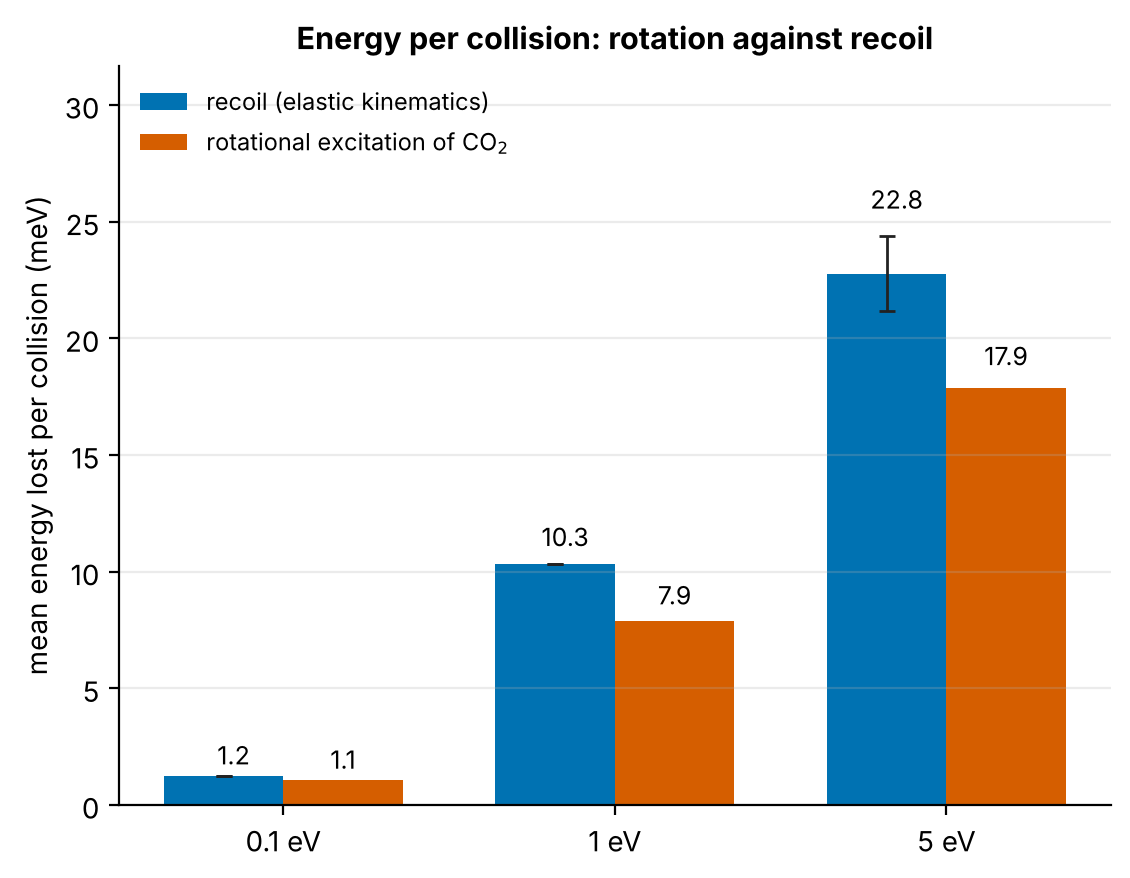 Energy per collision: rotation against recoil
recoil (elastic kinematics)
rotational excitation of CO₂
mean energy lost per collision (meV)
30
25
20
15
10
5
0
1.2
1.1
10.3
7.9
22.8
17.9
0.1 eV
1 eV
5 eV